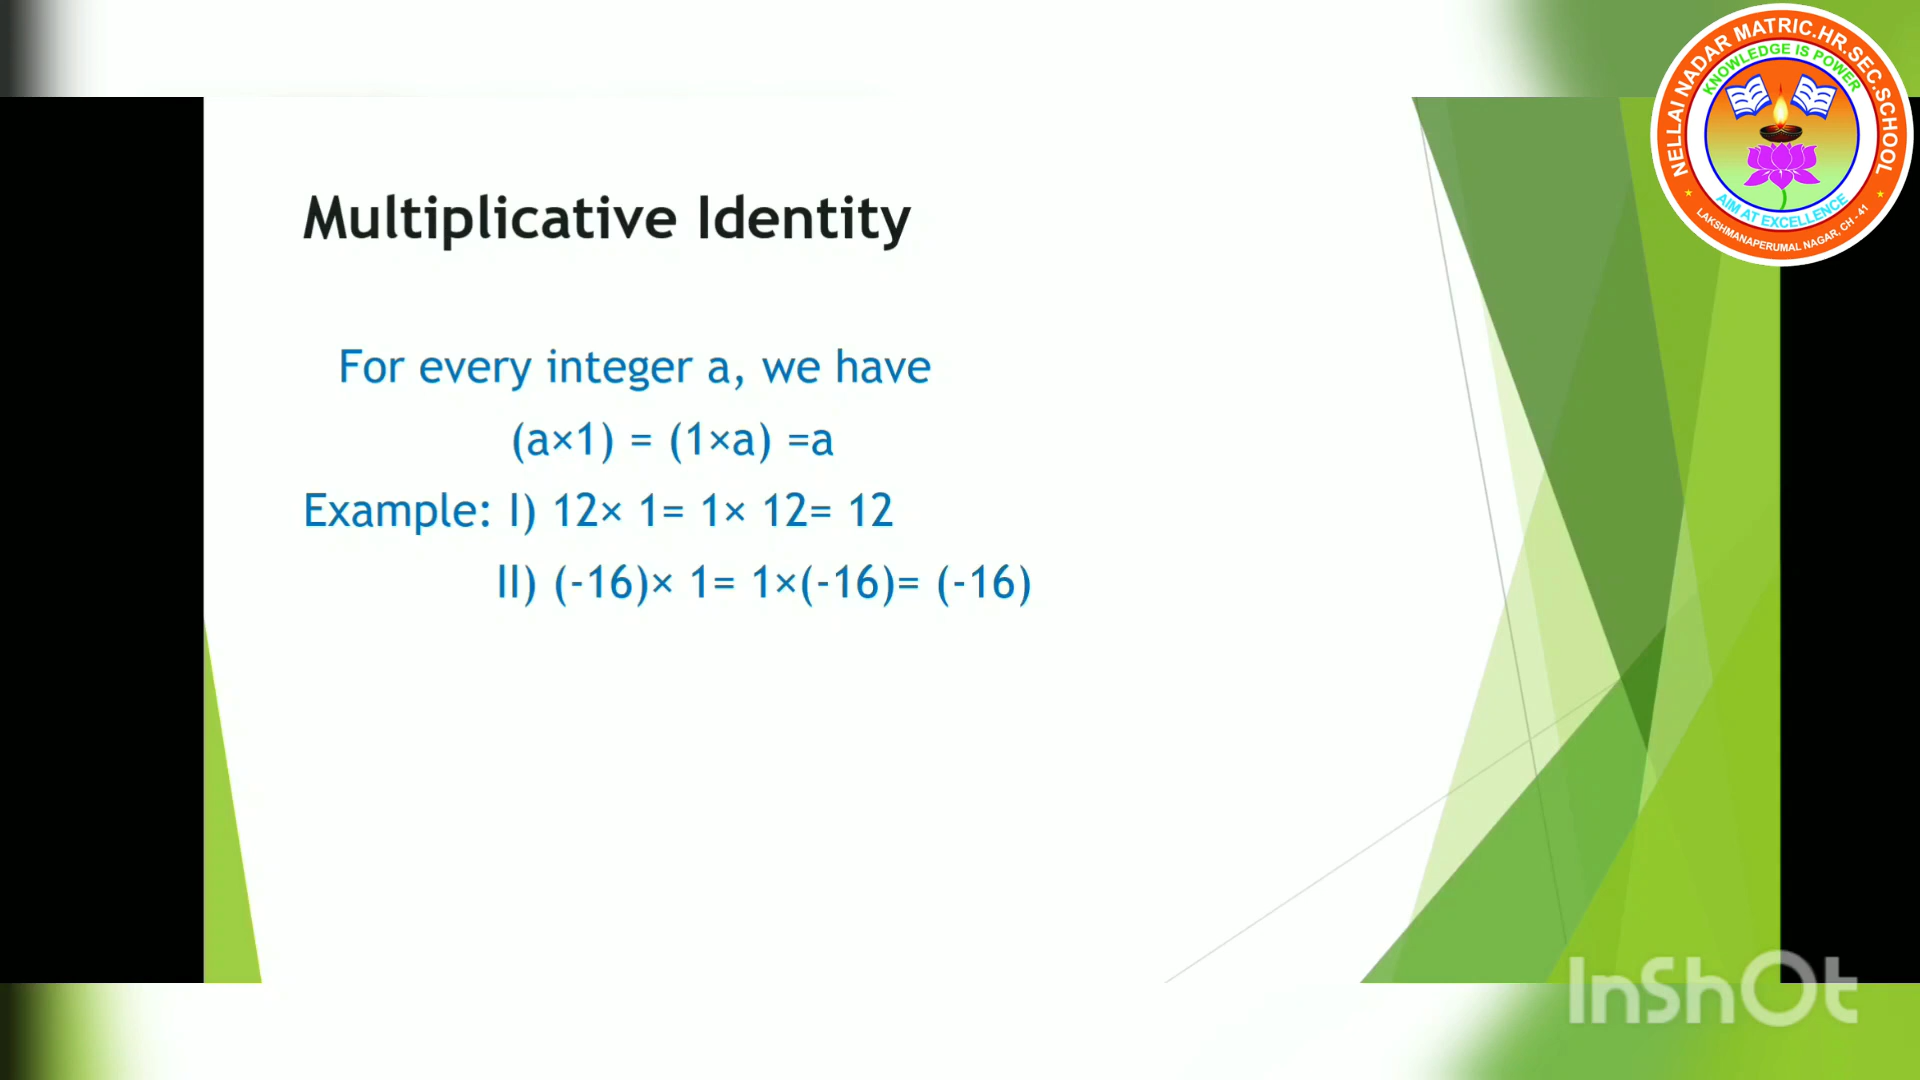 NELLAI NADAR MATRIC.HR.SEC.SCHOOL
KNOWLEDGE IS POWER
AIM AT EXCELLENCE
LAKSHMANAPERUMAL NAGAR, CH - 41
Multiplicative Identity
For every integer a, we have
(a×1) = (1×a) =a
Example: I) 12× 1= 1× 12= 12
II) (-16)× 1= 1×(-16)= (-16)
InShOt